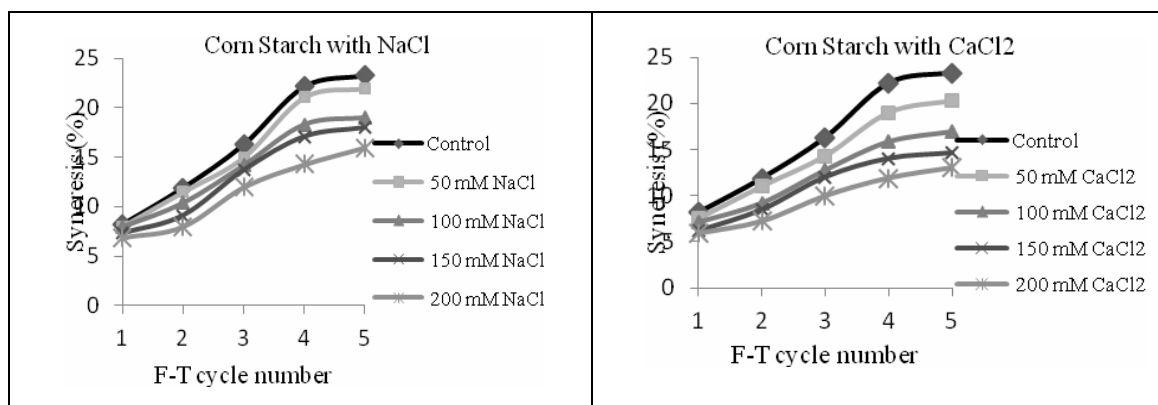 Corn Starch with NaCl
25
20
15
10
5
0
Syneresis (%)
1 2 3 4 5
F-T cycle number
Control
50 mM NaCl
100 mM NaCl
150 mM NaCl
200 mM NaCl
Corn Starch with CaCl2
25
20
15
10
5
0
Synhesis (%)
1 2 3 4 5
F-T cycle number
Control
50 mM CaCl2
100 mM CaCl2
150 mM CaCl2
200 mM CaCl2